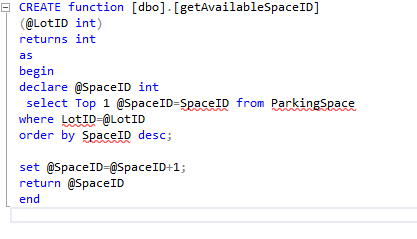 CREATE function [dbo].[getAvailableSpaceID]
(@LotID int)
returns int
as
begin
declare @SpaceID int
select Top 1 @SpaceID=SpaceID from ParkingSpace
where LotID=@LotID
order by SpaceID desc;
set @SpaceID=@SpaceID+1;
return @SpaceID
end